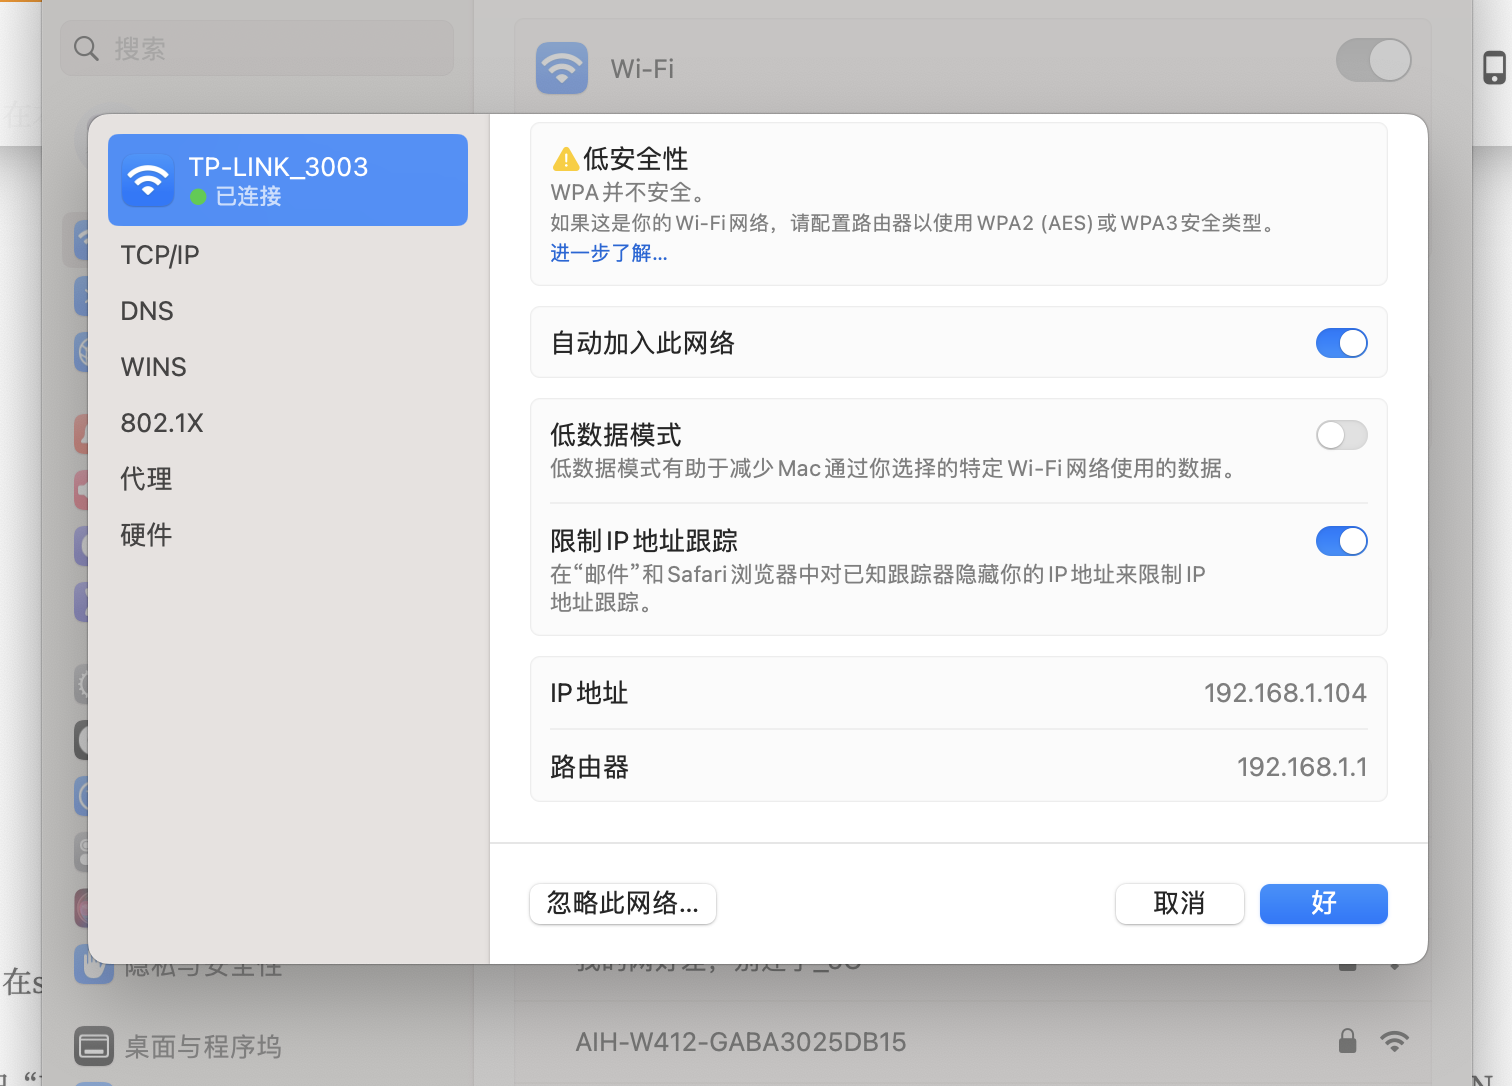 搜索
Wi-Fi
TP-LINK_3003
已连接
TCP/IP
DNS
WINS
802.1X
代理
硬件
低安全性
WPA并不安全。
如果这是你的Wi-Fi网络，请配置路由器以使用WPA2 (AES)或WPA3安全类型。
进一步了解...
自动加入此网络
低数据模式
低数据模式有助于减少Mac通过你选择的特定Wi-Fi网络使用的数据。
限制IP地址跟踪
在“邮件”和Safari浏览器中对已知跟踪器隐藏你的IP地址来限制IP
地址跟踪。
IP地址
192.168.1.104
路由器
192.168.1.1
忽略此网络...
取消
好
隐私与安全性
在s
桌面与程序坞
AIH-W412-GABA3025DB15